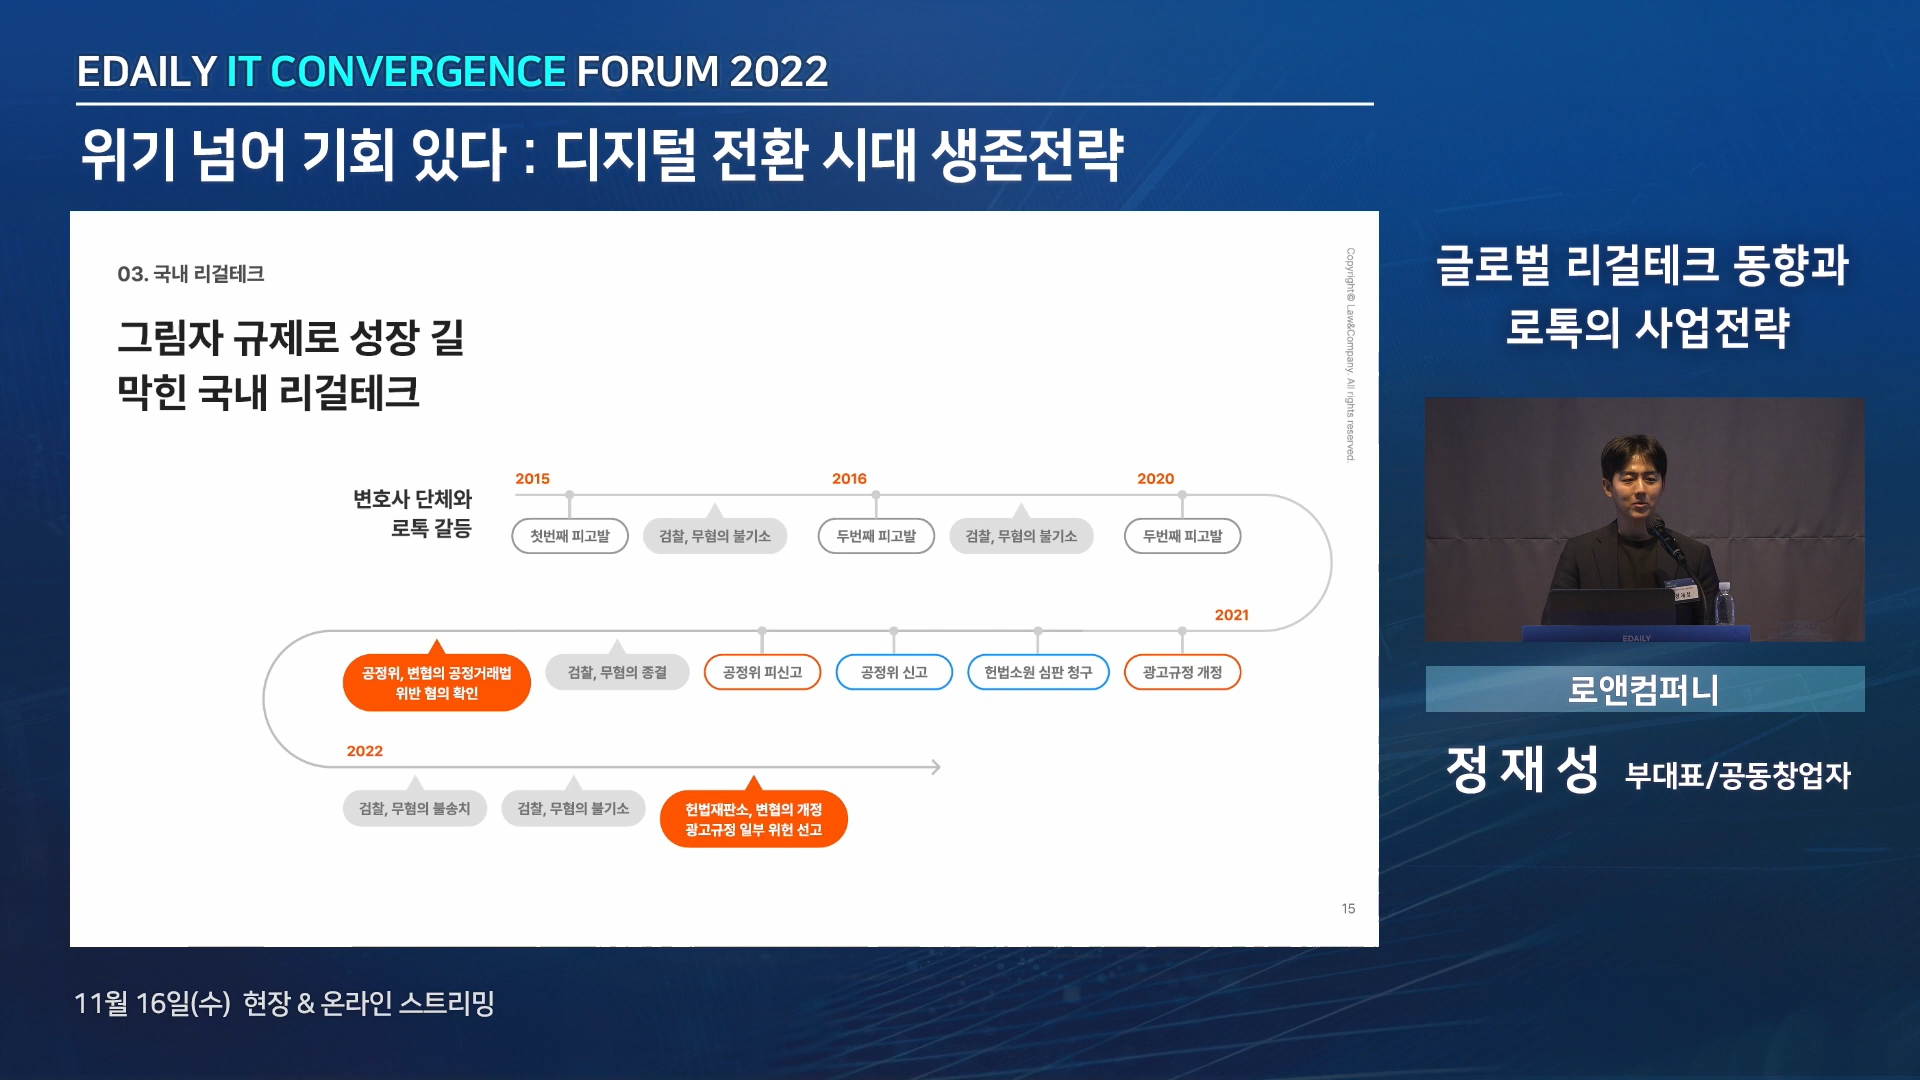 EDAILY IT CONVERGENCE FORUM 2022
위기 넘어 기회 있다 : 디지털 전환 시대 생존전략
03. 국내 리걸테크
그림자 규제로 성장 길
막힌 국내 리걸테크
Copyright© Law&Company. All rights reserved.
변호사 단체와
로톡 갈등
2015
2016
2020
첫번째 피고발
검찰, 무혐의 불기소
두번째 피고발
검찰, 무혐의 불기소
두번째 피고발
2021
공정위, 변협의 공정거래법
위반 혐의 확인
검찰, 무혐의 종결
공정위 피신고
공정위 신고
헌법소원 심판 청구
광고규정 개정
2022
검찰, 무혐의 불송치
검찰, 무혐의 불기소
헌법재판소, 변협의 개정
광고규정 일부 위헌 선고
15
글로벌 리걸테크 동향과
로톡의 사업전략
EDAILY
로앤컴퍼니
정재성 부대표/공동창업자
11월 16일(수) 현장 & 온라인 스트리밍